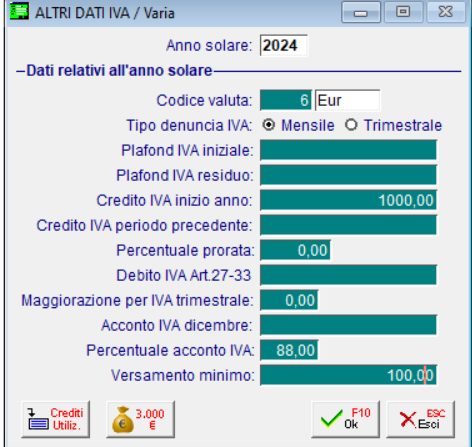 ALTRI DATI IVA / Varia
Anno solare: 2024
Dati relativi all'anno solare
Codice valuta: 6 Eur
Tipo denuncia IVA: Mensile Trimestrale
Plafond IVA iniziale:
Plafond IVA residuo:
Credito IVA inizio anno: 1000,00
Credito IVA periodo precedente:
Percentuale prorata: 0,00
Debito IVA Art.27-33
Maggiorazione per IVA trimestrale: 0,00
Acconto IVA dicembre:
Percentuale acconto IVA: 88,00
Versamento minimo: 100,00
Crediti Utiliz.
3.000 €
F10 Ok
ESC Esci